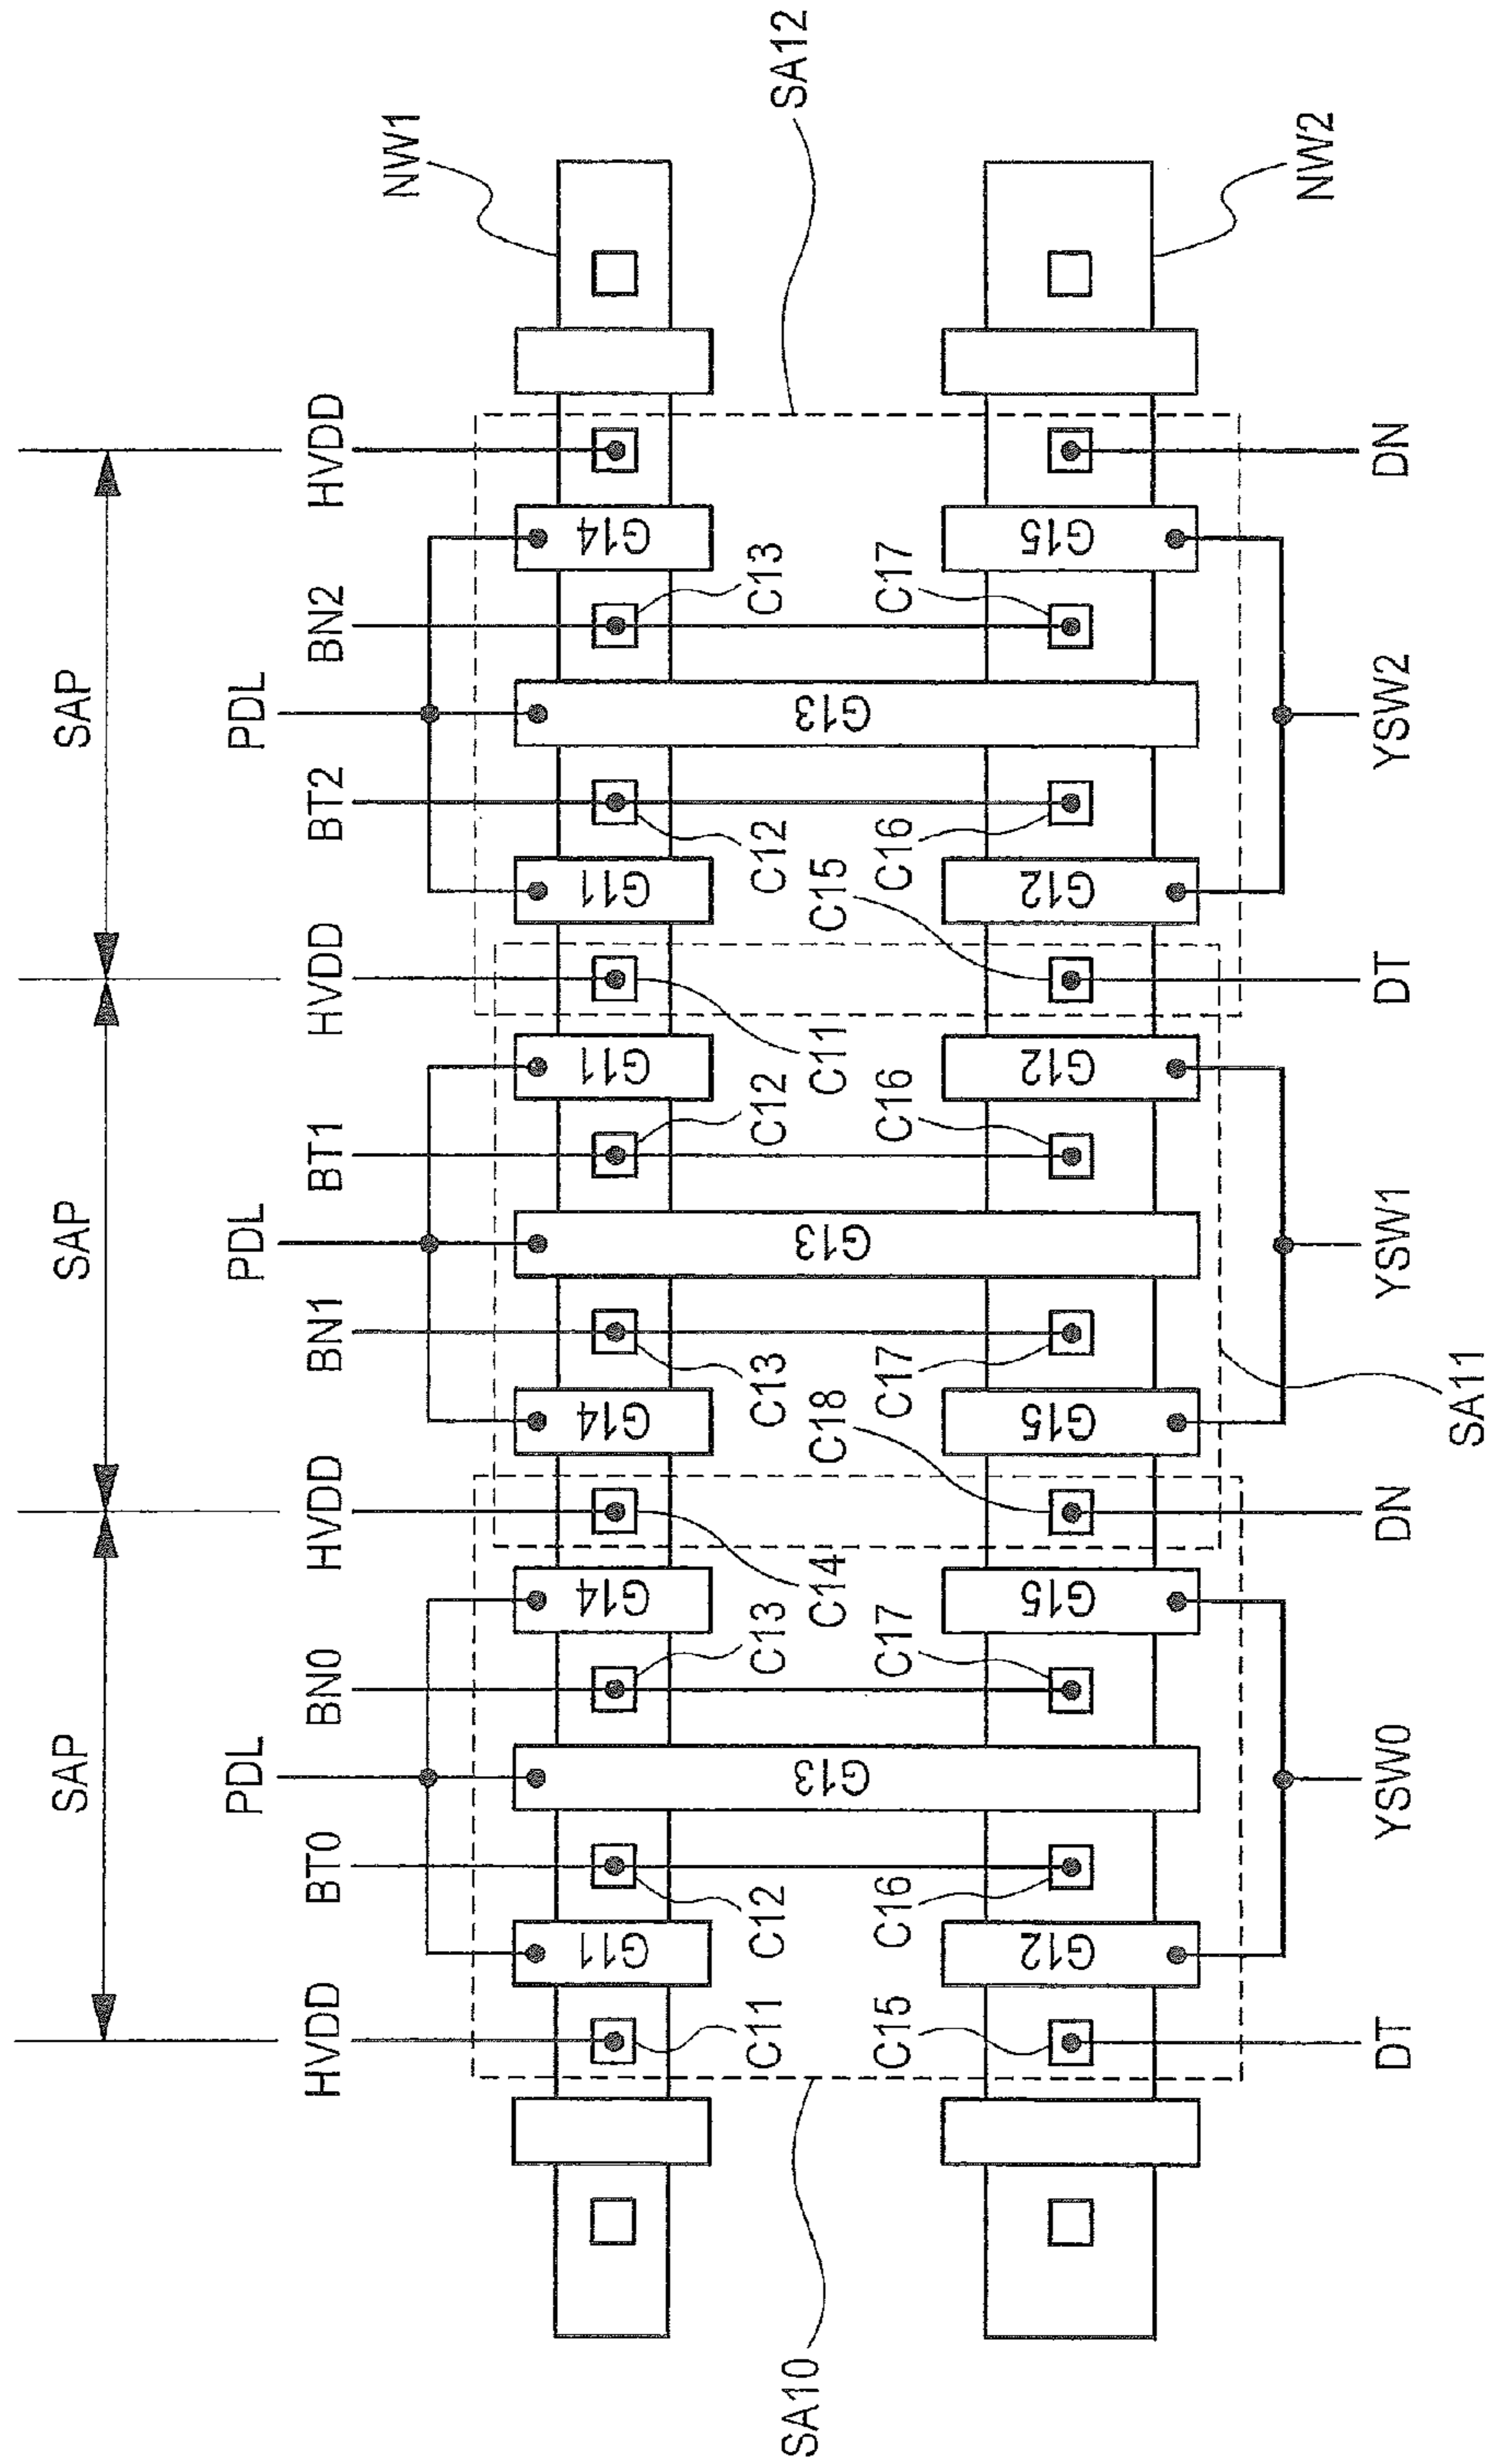 SAP SAP SAP
PDL PDL PDL
HVDD BT0 BN0 HVDD BN1 BT1 HVDD BT2 BN2 HVDD
NW1
G11 G14 G14 G11 G11 G14
C11 C12 C13 C13 C12 C12 C13
SA10 C14 C11 SA12
C18 C15
G13 G13 G13
C15 C16 C17 C17 C16 C16 C17
G12 G15 G15 G12 G12 G15
NW2
DT YSW0 DN YSW1 DT YSW2 DN
SA11